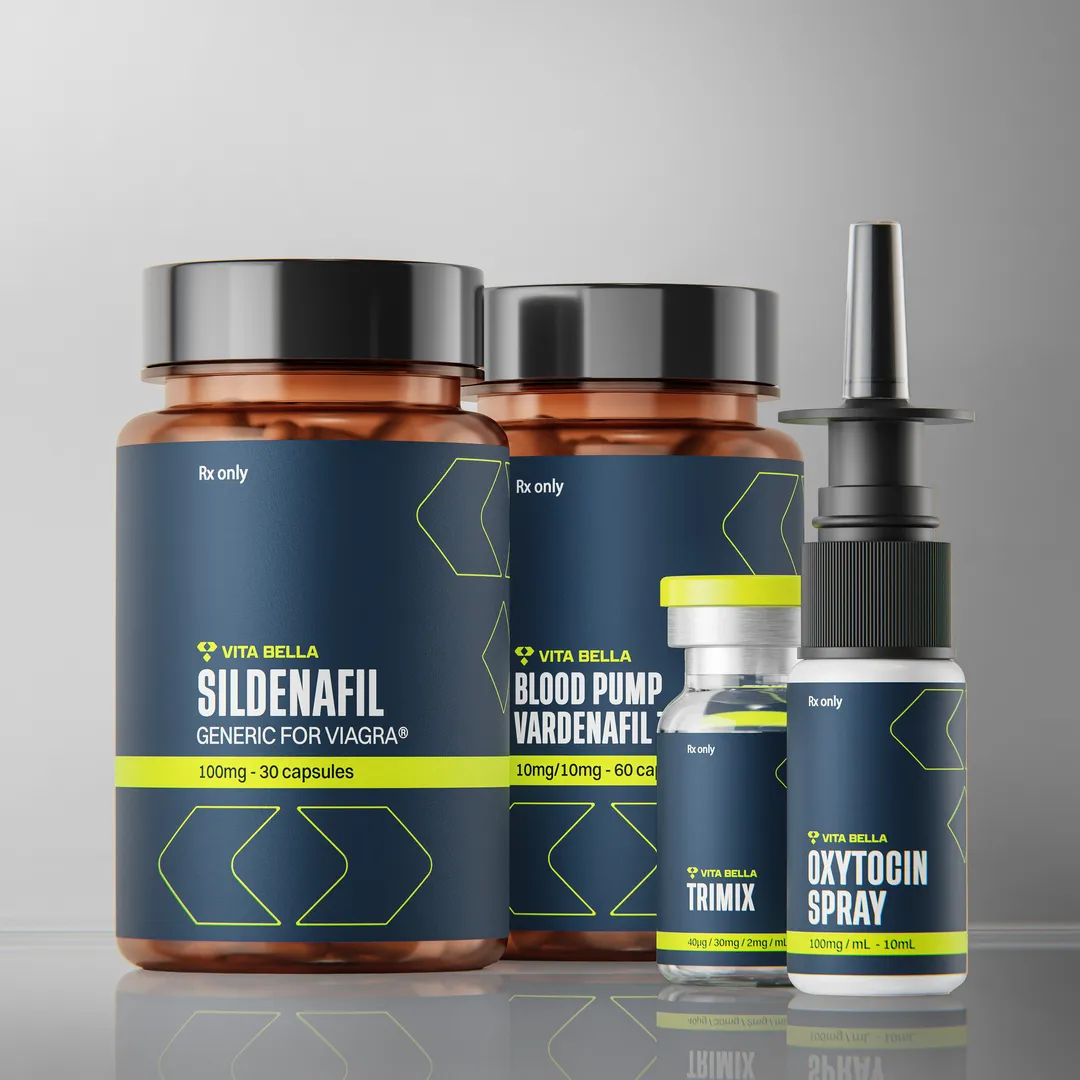 Rx only
VITA BELLA
SILDENAFIL
GENERIC FOR VIAGRA®
100mg - 30 capsules
Rx only
VITA BELLA
BLOOD PUMP
VARDENAFIL
10mg/10mg - 60
Rx only
VITA BELLA
TRIMIX
40µg / 30mg / 2mg /
Rx only
VITA BELLA
OXYTOCIN
SPRAY
100mg / mL - 10mL